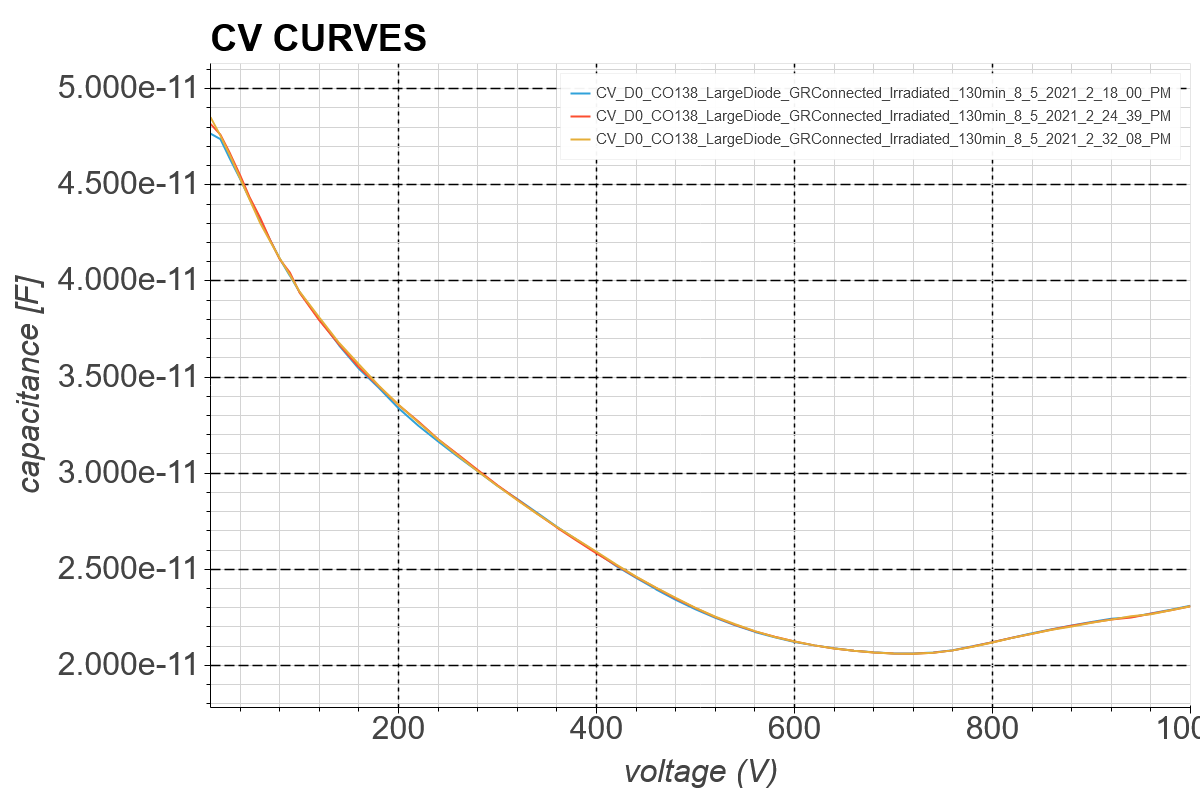 CV CURVES
5.000e-11
4.500e-11
4.000e-11
3.500e-11
3.000e-11
2.500e-11
2.000e-11
capacitance [F]
CV_D0_CO138_LargeDiode_GRConnected_Irradiated_130min_8_5_2021_2_18_00_PM
CV_D0_CO138_LargeDiode_GRConnected_Irradiated_130min_8_5_2021_2_24_39_PM
CV_D0_CO138_LargeDiode_GRConnected_Irradiated_130min_8_5_2021_2_32_08_PM
200 400 600 800 100
voltage (V)